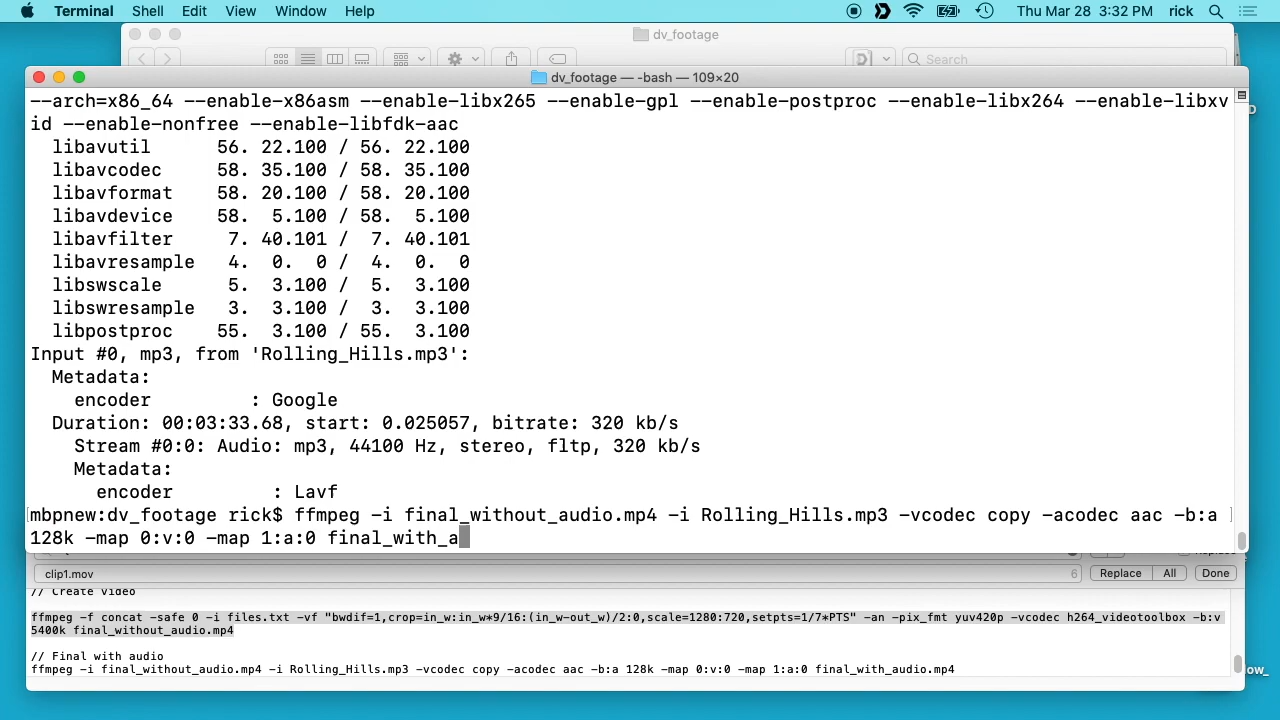 Terminal Shell Edit View Window Help Thu Mar 28 3:32 PM rick
dv_footage
Search
dv_footage — -bash — 109×20
--arch=x86_64 --enable-x86asm --enable-libx265 --enable-gpl --enable-postproc --enable-libx264 --enable-libxv
id --enable-nonfree --enable-libfdk-aac
libavutil 56. 22.100 / 56. 22.100
libavcodec 58. 35.100 / 58. 35.100
libavformat 58. 20.100 / 58. 20.100
libavdevice 58. 5.100 / 58. 5.100
libavfilter 7. 40.101 / 7. 40.101
libavresample 4. 0. 0 / 4. 0. 0
libswscale 5. 3.100 / 5. 3.100
libswresample 3. 3.100 / 3. 3.100
libpostproc 55. 3.100 / 55. 3.100
Input #0, mp3, from 'Rolling_Hills.mp3':
Metadata:
encoder : Google
Duration: 00:03:33.68, start: 0.025057, bitrate: 320 kb/s
Stream #0:0: Audio: mp3, 44100 Hz, stereo, fltp, 320 kb/s
Metadata:
encoder : Lavf
mbpnew:dv_footage rick$ ffmpeg -i final_without_audio.mp4 -i Rolling_Hills.mp3 -vcodec copy -acodec aac -b:a
128k -map 0:v:0 -map 1:a:0 final_with_a
clip1.mov 6 Replace All Done
// Create video
ffmpeg -f concat -safe 0 -i files.txt -vf "bwdif=1,crop=in_w:in_w*9/16:(in_w-out_w)/2:0,scale=1280:720,setpts=1/7*PTS" -an -pix_fmt yuv420p -vcodec h264_videotoolbox -b:v
5400k final_without_audio.mp4
// Final with audio
ffmpeg -i final_without_audio.mp4 -i Rolling_Hills.mp3 -vcodec copy -acodec aac -b:a 128k -map 0:v:0 -map 1:a:0 final_with_audio.mp4